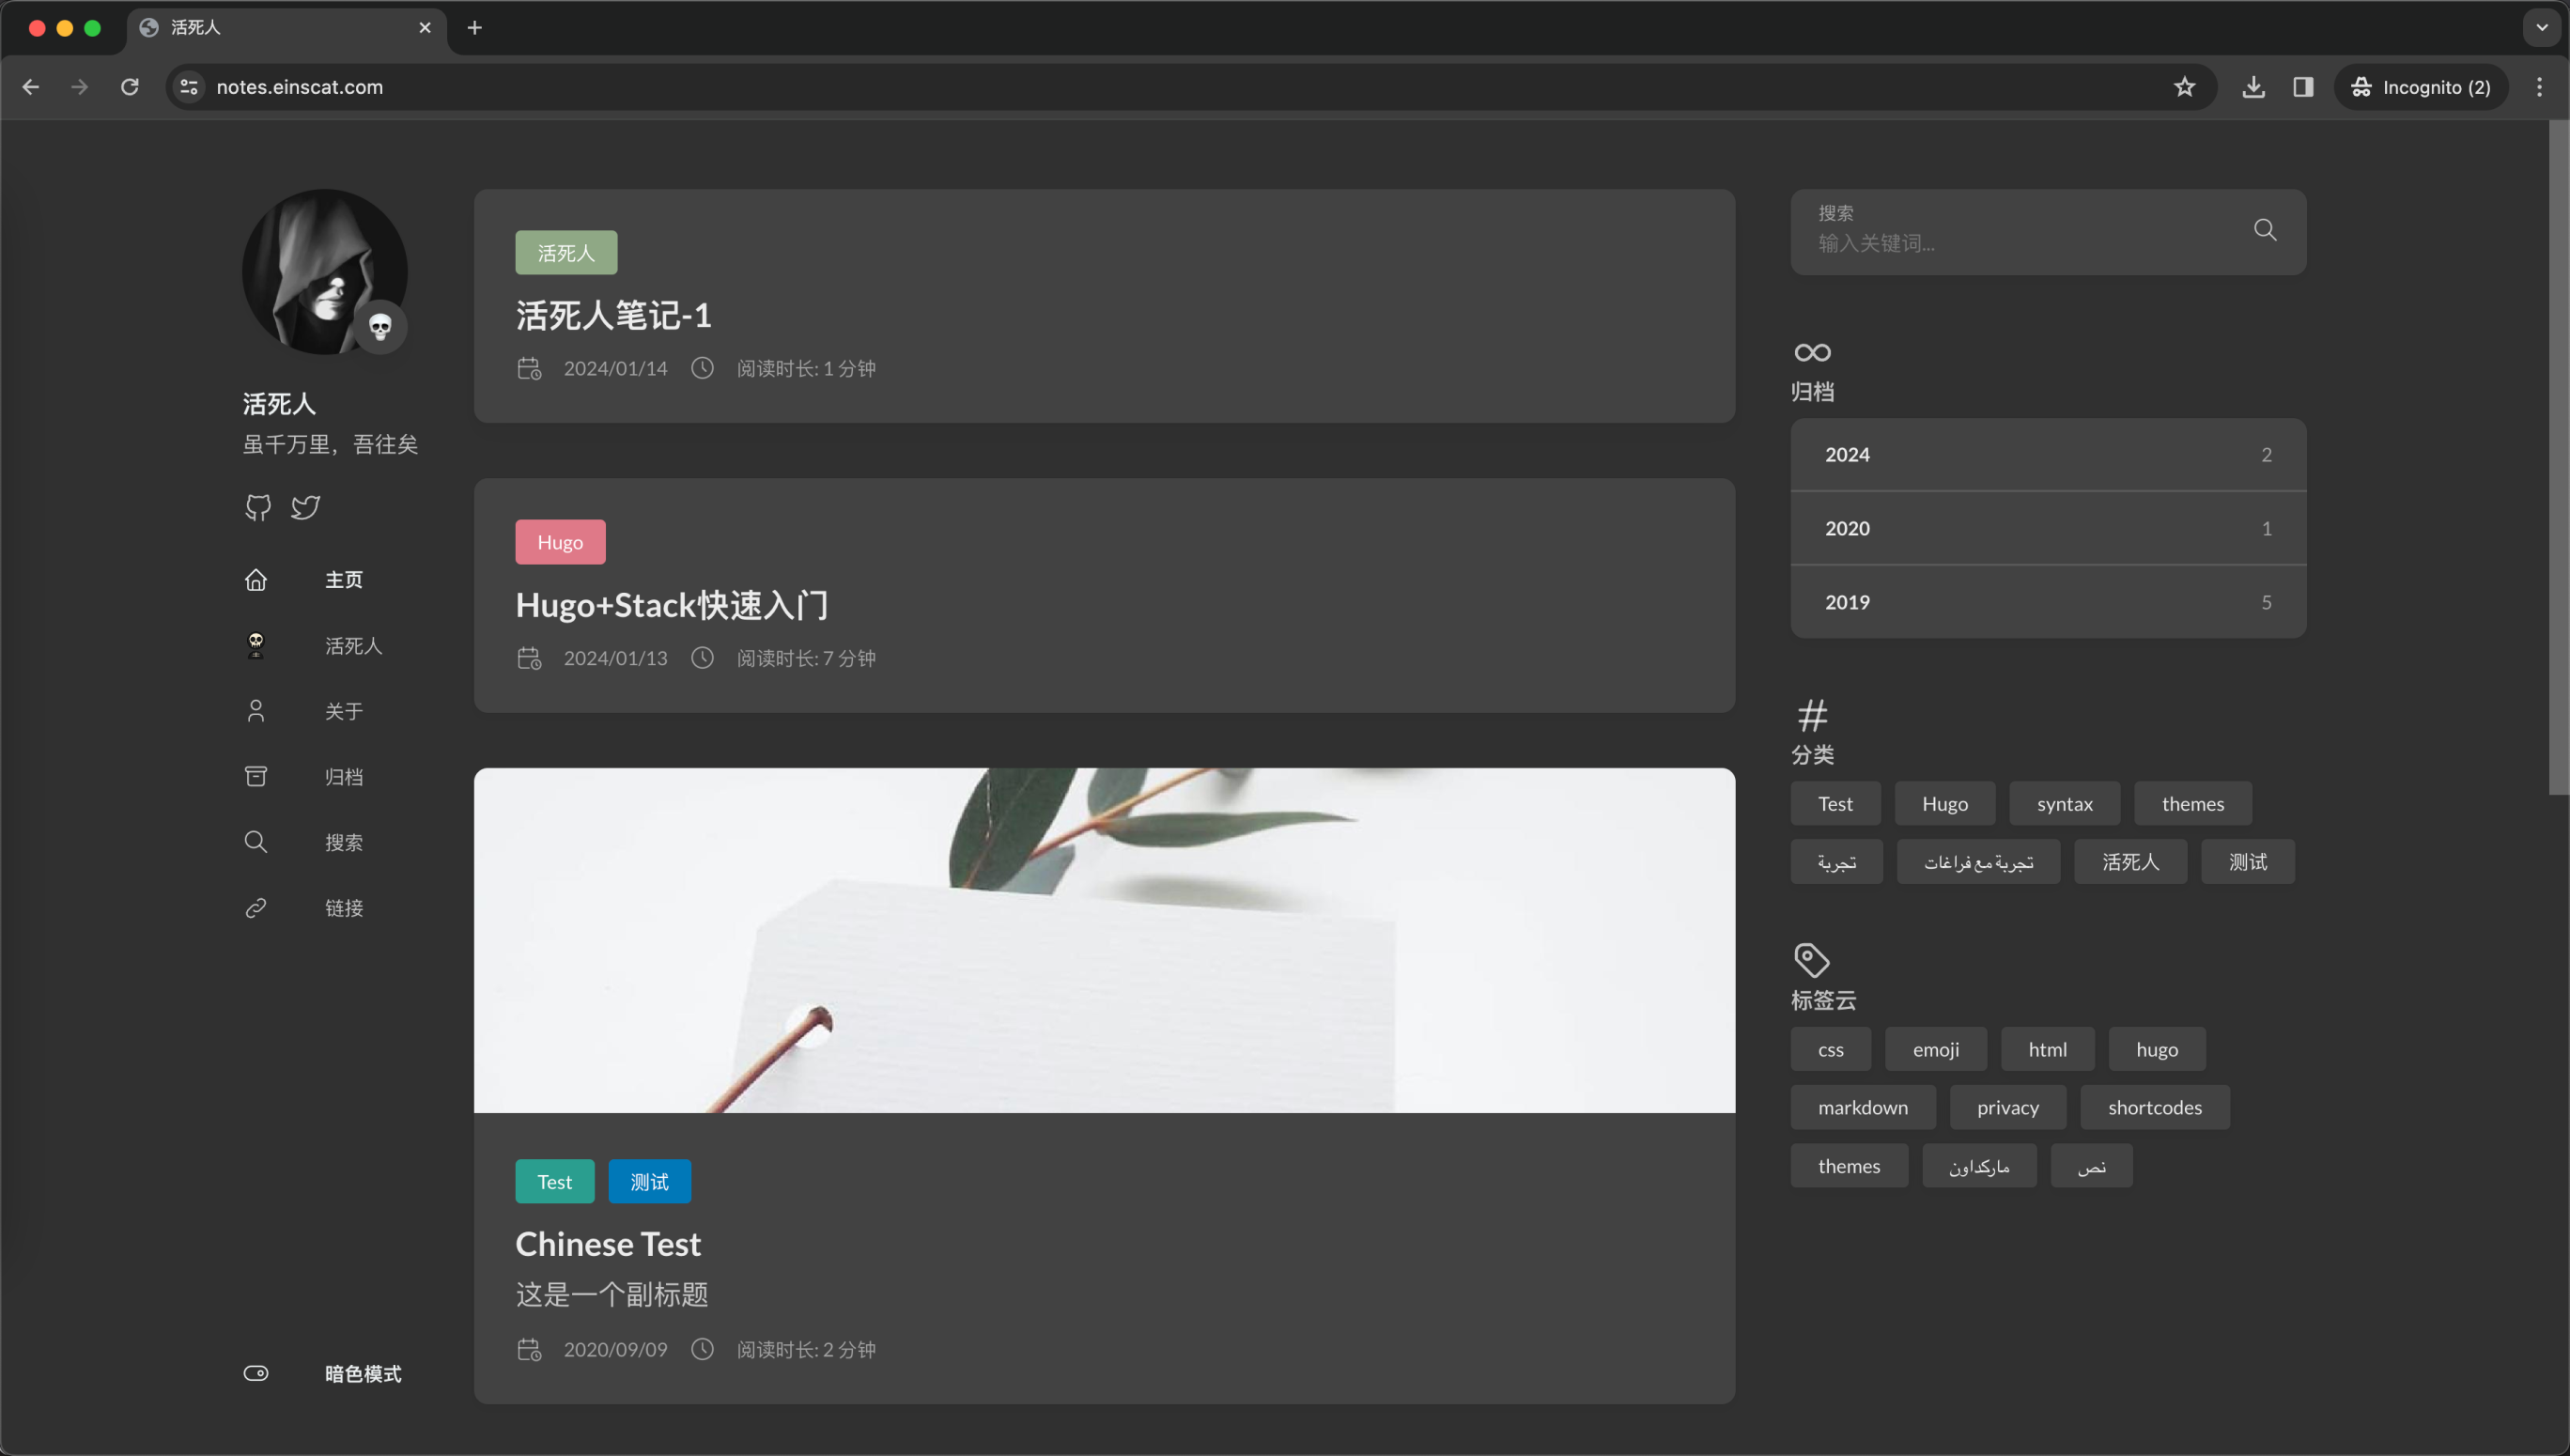 活死人
notes.einscat.com
Incognito (2)
活死人
虽千万里，吾往矣
主页
活死人
关于
归档
搜索
链接
暗色模式
活死人
活死人笔记-1
2024/01/14 阅读时长: 1 分钟
Hugo
Hugo+Stack快速入门
2024/01/13 阅读时长: 7 分钟
Test 测试
Chinese Test
这是一个副标题
2020/09/09 阅读时长: 2 分钟
搜索
输入关键词...
归档
2024 2
2020 1
2019 5
分类
Test Hugo syntax themes
تجربة تجربة مع فراغات 活死人 测试
标签云
css emoji html hugo
markdown privacy shortcodes
themes ماركداون نص